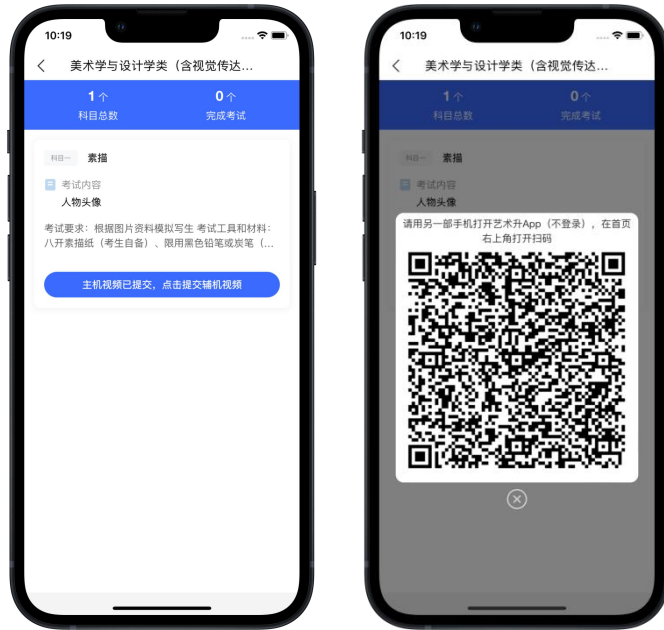 10:19
美术学与设计学类（含视觉传达...
1个
0个
科目总数
完成考试
科目一
素描
考试内容
人物头像
考试要求：根据图片资料模拟写生 考试工具和材料：
八开素描纸（考生自备）、限用黑色铅笔或炭笔（...
主机视频已提交，点击提交辅机视频
10:19
美术学与设计学类（含视觉传达...
1个
0个
科目总数
完成考试
科目一
素描
考试内容
人物头像
请用另一部手机打开艺术升App（不登录），在首页
右上角打开扫码